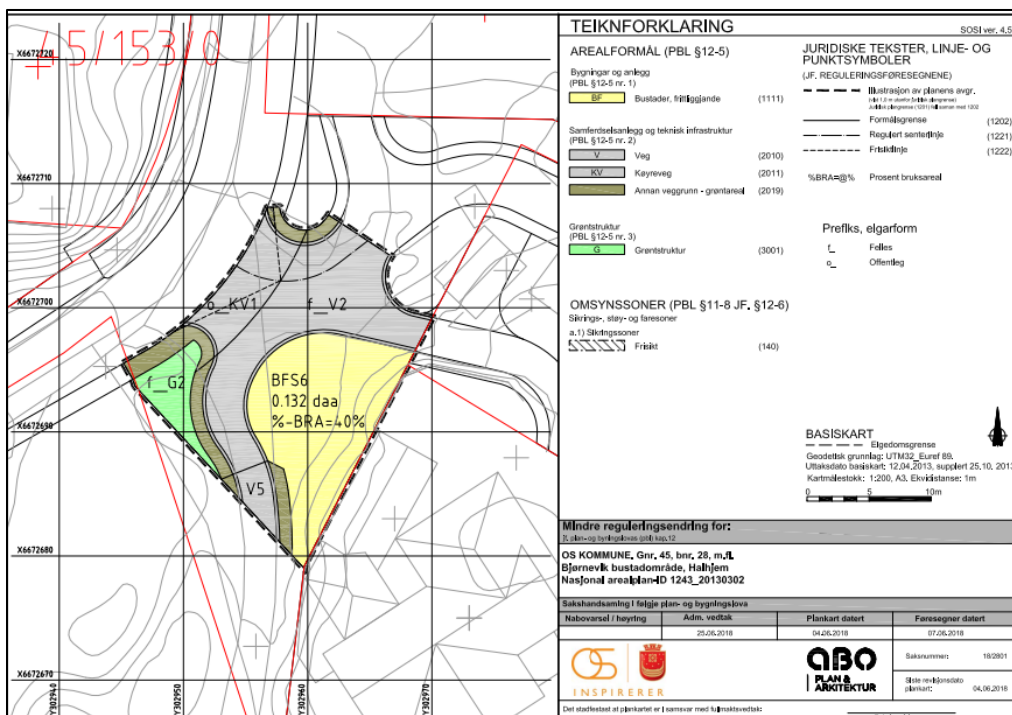 45/153/0
X6672720
X6672710
X6672700
X6672690
X6672680
X6672670
Y302940
Y302950
Y302960
Y302970
o_KV1
f_V2
f_G2
BFS6
0.132 daa
%-BRA=40%
V5
TEIKNFORKLARING
SOSI ver. 4.5
AREALFORMÅL (PBL §12-5)
Bygningar og anlegg
(PBL §12-5 nr. 1)
BF Bustader, frittliggjande (1111)
Samferdselsanlegg og teknisk infrastruktur
(PBL §12-5 nr. 2)
V Veg (2010)
KV Køyreveg (2011)
Annan veggrunn - grøntareal (2019)
Grøntstruktur
(PBL §12-5 nr. 3)
G Grøntstruktur (3001)
OMSYNSSONER (PBL §11-8 JF. §12-6)
Sikrings-, støy- og faresoner
a.1) Sikringssoner
Frisikt (140)
JURIDISKE TEKSTER, LINJE- OG
PUNKTSYMBOLER
(JF. REGULERINGSFØRESEGNENE)
Illustrasjon av planens avgr.
Formålsgrense (1202)
Regulert senterlinje (1221)
Frisiktlinje (1222)
%BRA=@% Prosent bruksareal
Prefiks, eigarform
f_ Felles
o_ Offentleg
BASISKART
Eigedomsgrense
Geodetisk grunnlag: UTM32_Euref 89.
Uttaksdato basiskart: 12.04.2013, supplert 25.10. 2013
Kartmålestokk: 1:200, A3. Ekvidistanse: 1m
0 5 10m
Mindre reguleringsendring for:
jf. plan- og byningslovas (pbl) kap.12
OS KOMMUNE, Gnr. 45, bnr. 28, m.fl.
Bjørnevik bustadområde, Halhjem
Nasjonal arealplan-ID 1243_20130302
Sakshandsaming i følgje plan- og bygningslova
Nabovarsel / høyring Adm. vedtak Plankart datert Føresegner datert
25.06.2018 04.06.2018 07.06.2018
OS
INSPIRERER
ABO
PLAN &
ARKITEKTUR
Saksnummer: 18/2801
Siste revisjonsdato
plankart: 04.06.2018
Det stadfestast at plankartet er i samsvar med fullmaktsvedtak: